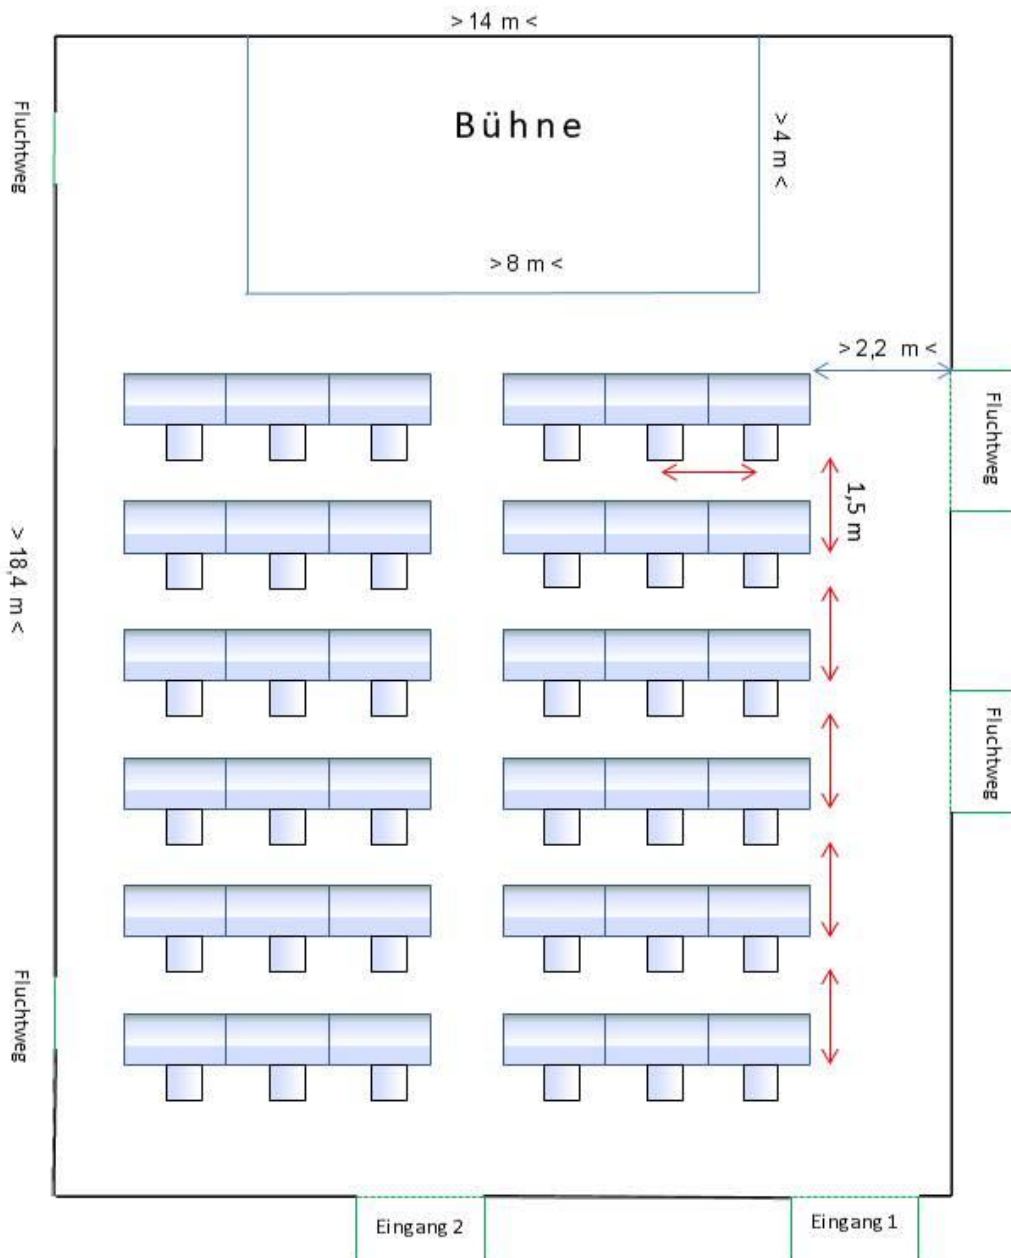 > 14 m <
Fluchtweg
Bühne
> 4 m <
> 8 m <
> 2,2 m <
Fluchtweg
1,5 m
> 18,4 m <
Fluchtweg
Fluchtweg
Eingang 2
Eingang 1